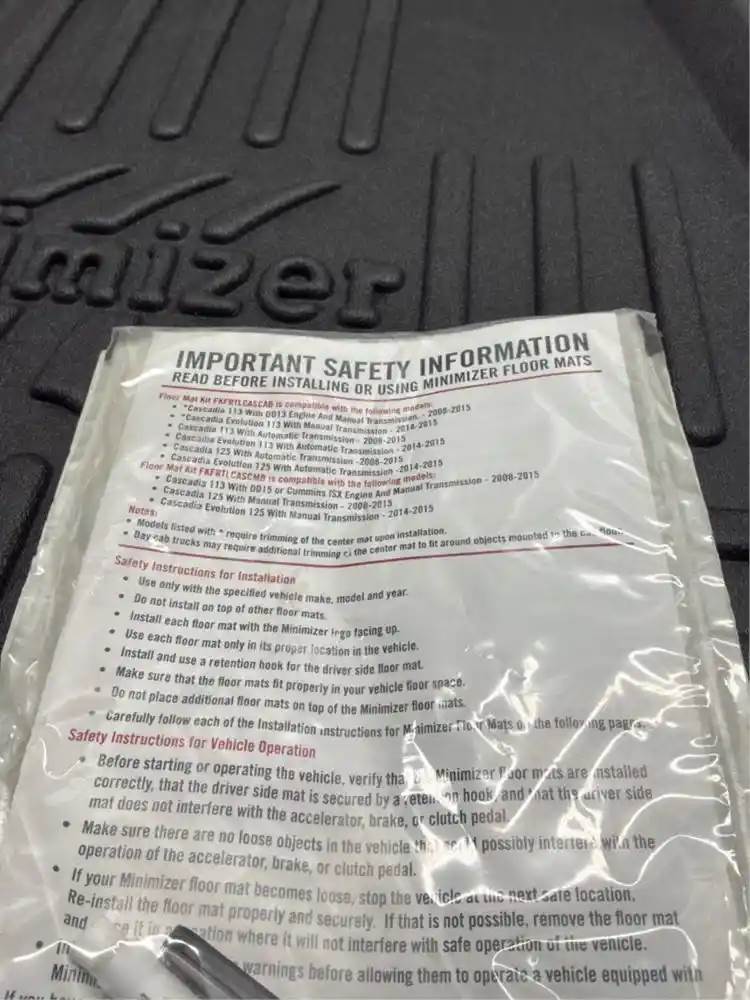 imizer
IMPORTANT SAFETY INFORMATION
READ BEFORE INSTALLING OR USING MINIMIZER FLOOR MATS
Floor Mat Kit FKFRTLCASCAB is compatible with the following models:
• *Cascadia 113 With DD13 Engine And Manual Transmission. - 2008-2015
• *Cascadia Evolution 113 With Manual Transmission - 2014-2015
• Cascadia 113 With Automatic Transmission - 2008-2015
• Cascadia Evolution 113 With Automatic Transmission - 2014-2015
• Cascadia 125 With Automatic Transmission -2008-2015
• Cascadia Evolution 125 With Automatic Transmission -2014-2015
Floor Mat Kit FKFRTLCASCMB is compatible with the following models:
• Cascadia 113 With DD15 or Cummins ISX Engine And Manual Transmission - 2008-2015
• Cascadia 125 With Manual Transmission - 2008-2015
• Cascadia Evolution 125 With Manual Transmission - 2014-2015
Notes:
• Models listed with * require trimming of the center mat upon installation.
• Day cab trucks may require additional trimming of the center mat to fit around objects mounted to the cab floor.
Safety Instructions for Installation
• Use only with the specified vehicle make, model and year.
• Do not install on top of other floor mats.
• Install each floor mat with the Minimizer logo facing up.
• Use each floor mat only in its proper location in the vehicle.
• Install and use a retention hook for the driver side floor mat.
• Make sure that the floor mats fit properly in your vehicle floor space.
• Do not place additional floor mats on top of the Minimizer floor mats.
• Carefully follow each of the Installation instructions for Minimizer Floor Mats on the following pages.
Safety Instructions for Vehicle Operation
• Before starting or operating the vehicle, verify that Minimizer floor mats are installed
correctly, that the driver side mat is secured by a retention hook, and that the driver side
mat does not interfere with the accelerator, brake, or clutch pedal.
• Make sure there are no loose objects in the vehicle that could possibly interfere with the
operation of the accelerator, brake, or clutch pedal.
• If your Minimizer floor mat becomes loose, stop the vehicle at the next safe location.
Re-install the floor mat properly and securely. If that is not possible, remove the floor mat
and it in a location where it will not interfere with safe operation of the vehicle.
• warnings before allowing them to operate a vehicle equipped with